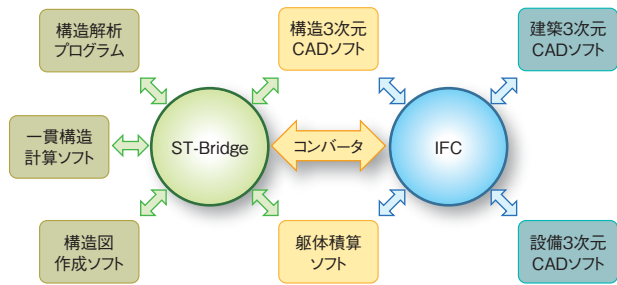 構造解析
プログラム
構造3次元
CADソフト
建築3次元
CADソフト
一貫構造
計算ソフト
ST-Bridge
コンバータ
IFC
構造図
作成ソフト
躯体積算
ソフト
設備3次元
CADソフト